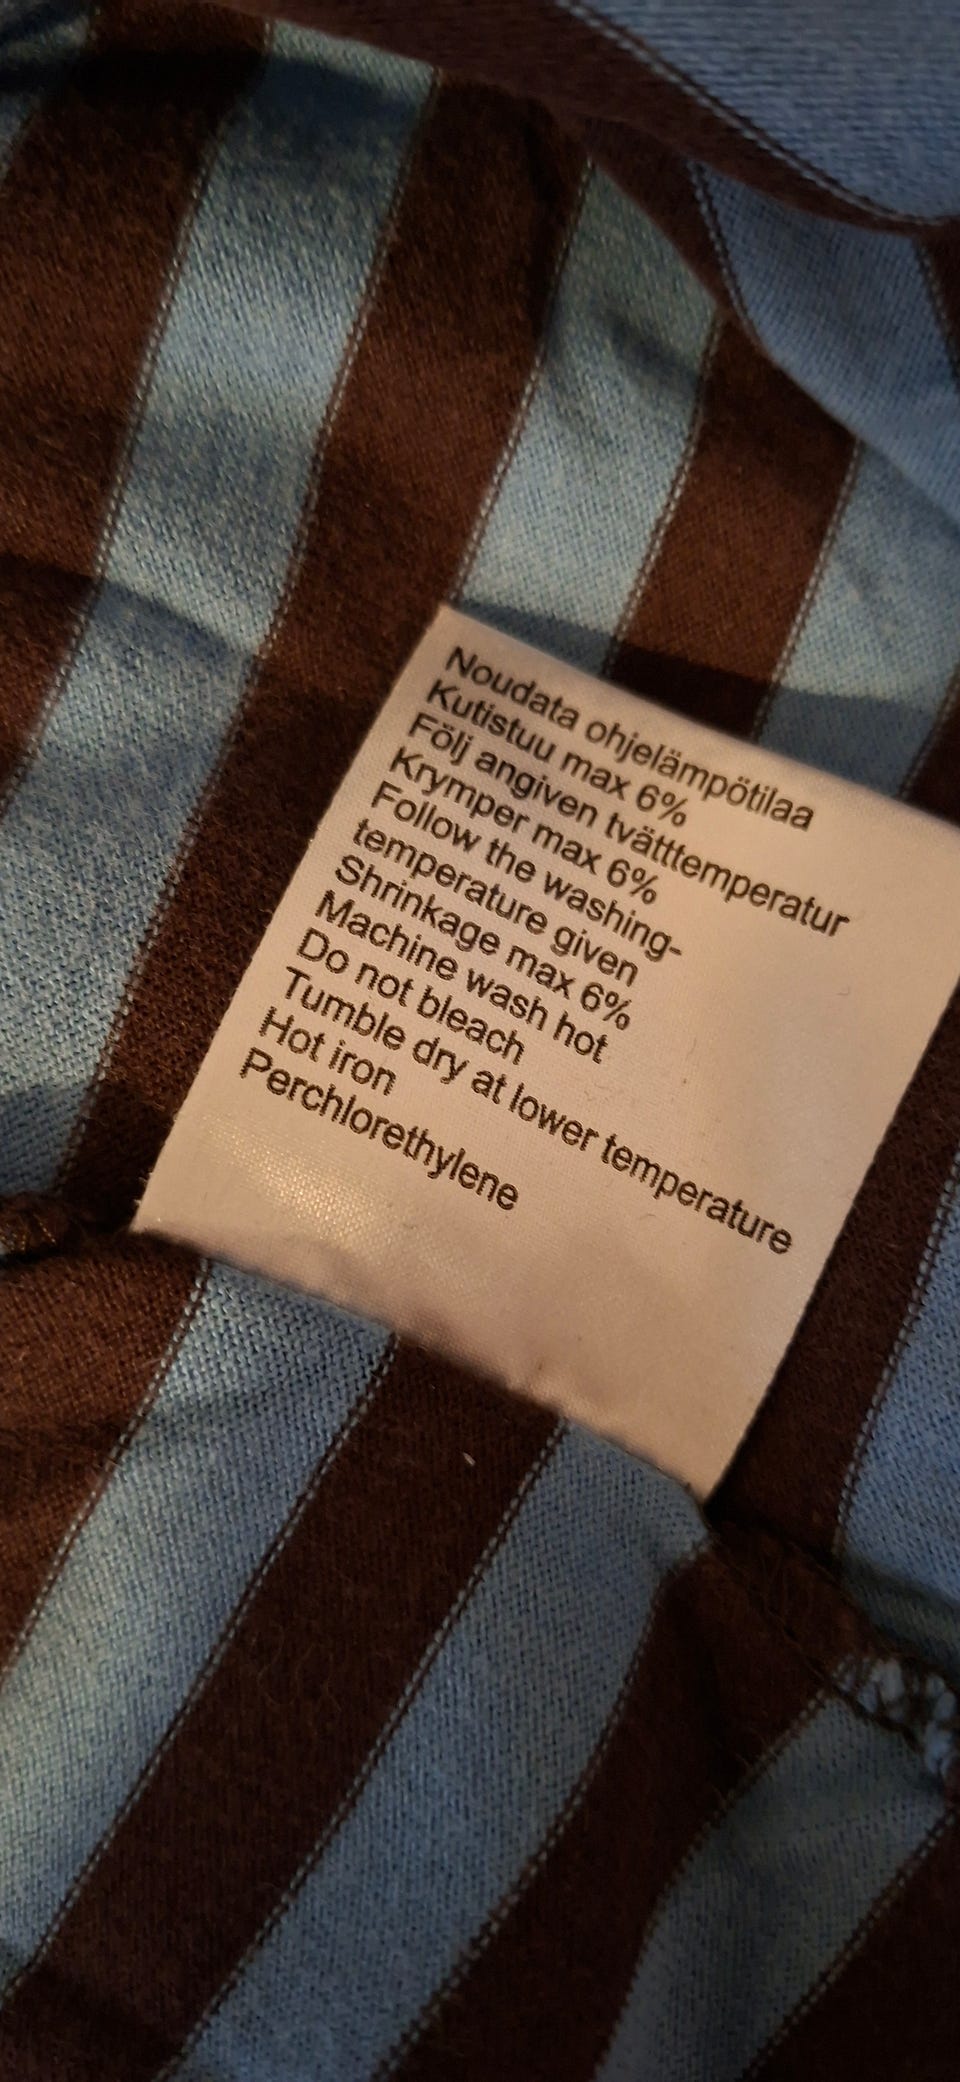 Noudata ohjelämpötilaa
Kutistuu max 6%
Följ angiven tvätttemperatur
Krymper max 6%
Follow the washing-
temperature given
Shrinkage max 6%
Machine wash hot
Do not bleach
Tumble dry at lower temperature
Hot iron
Perchlorethylene